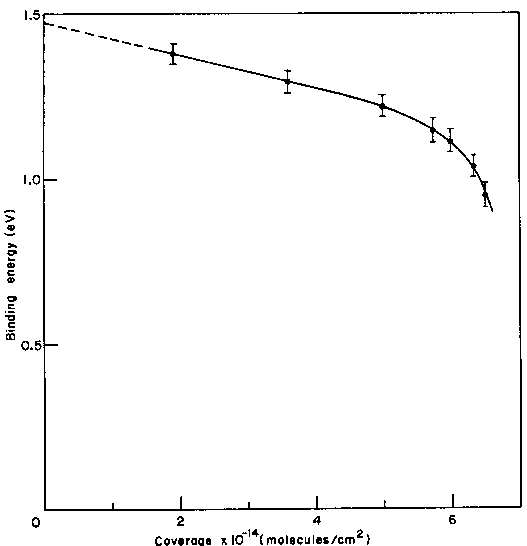 1.5
1.0
0.5
Binding energy (eV)
0 2 4 6
Coverage x 10⁻¹⁴ (molecules/cm²)